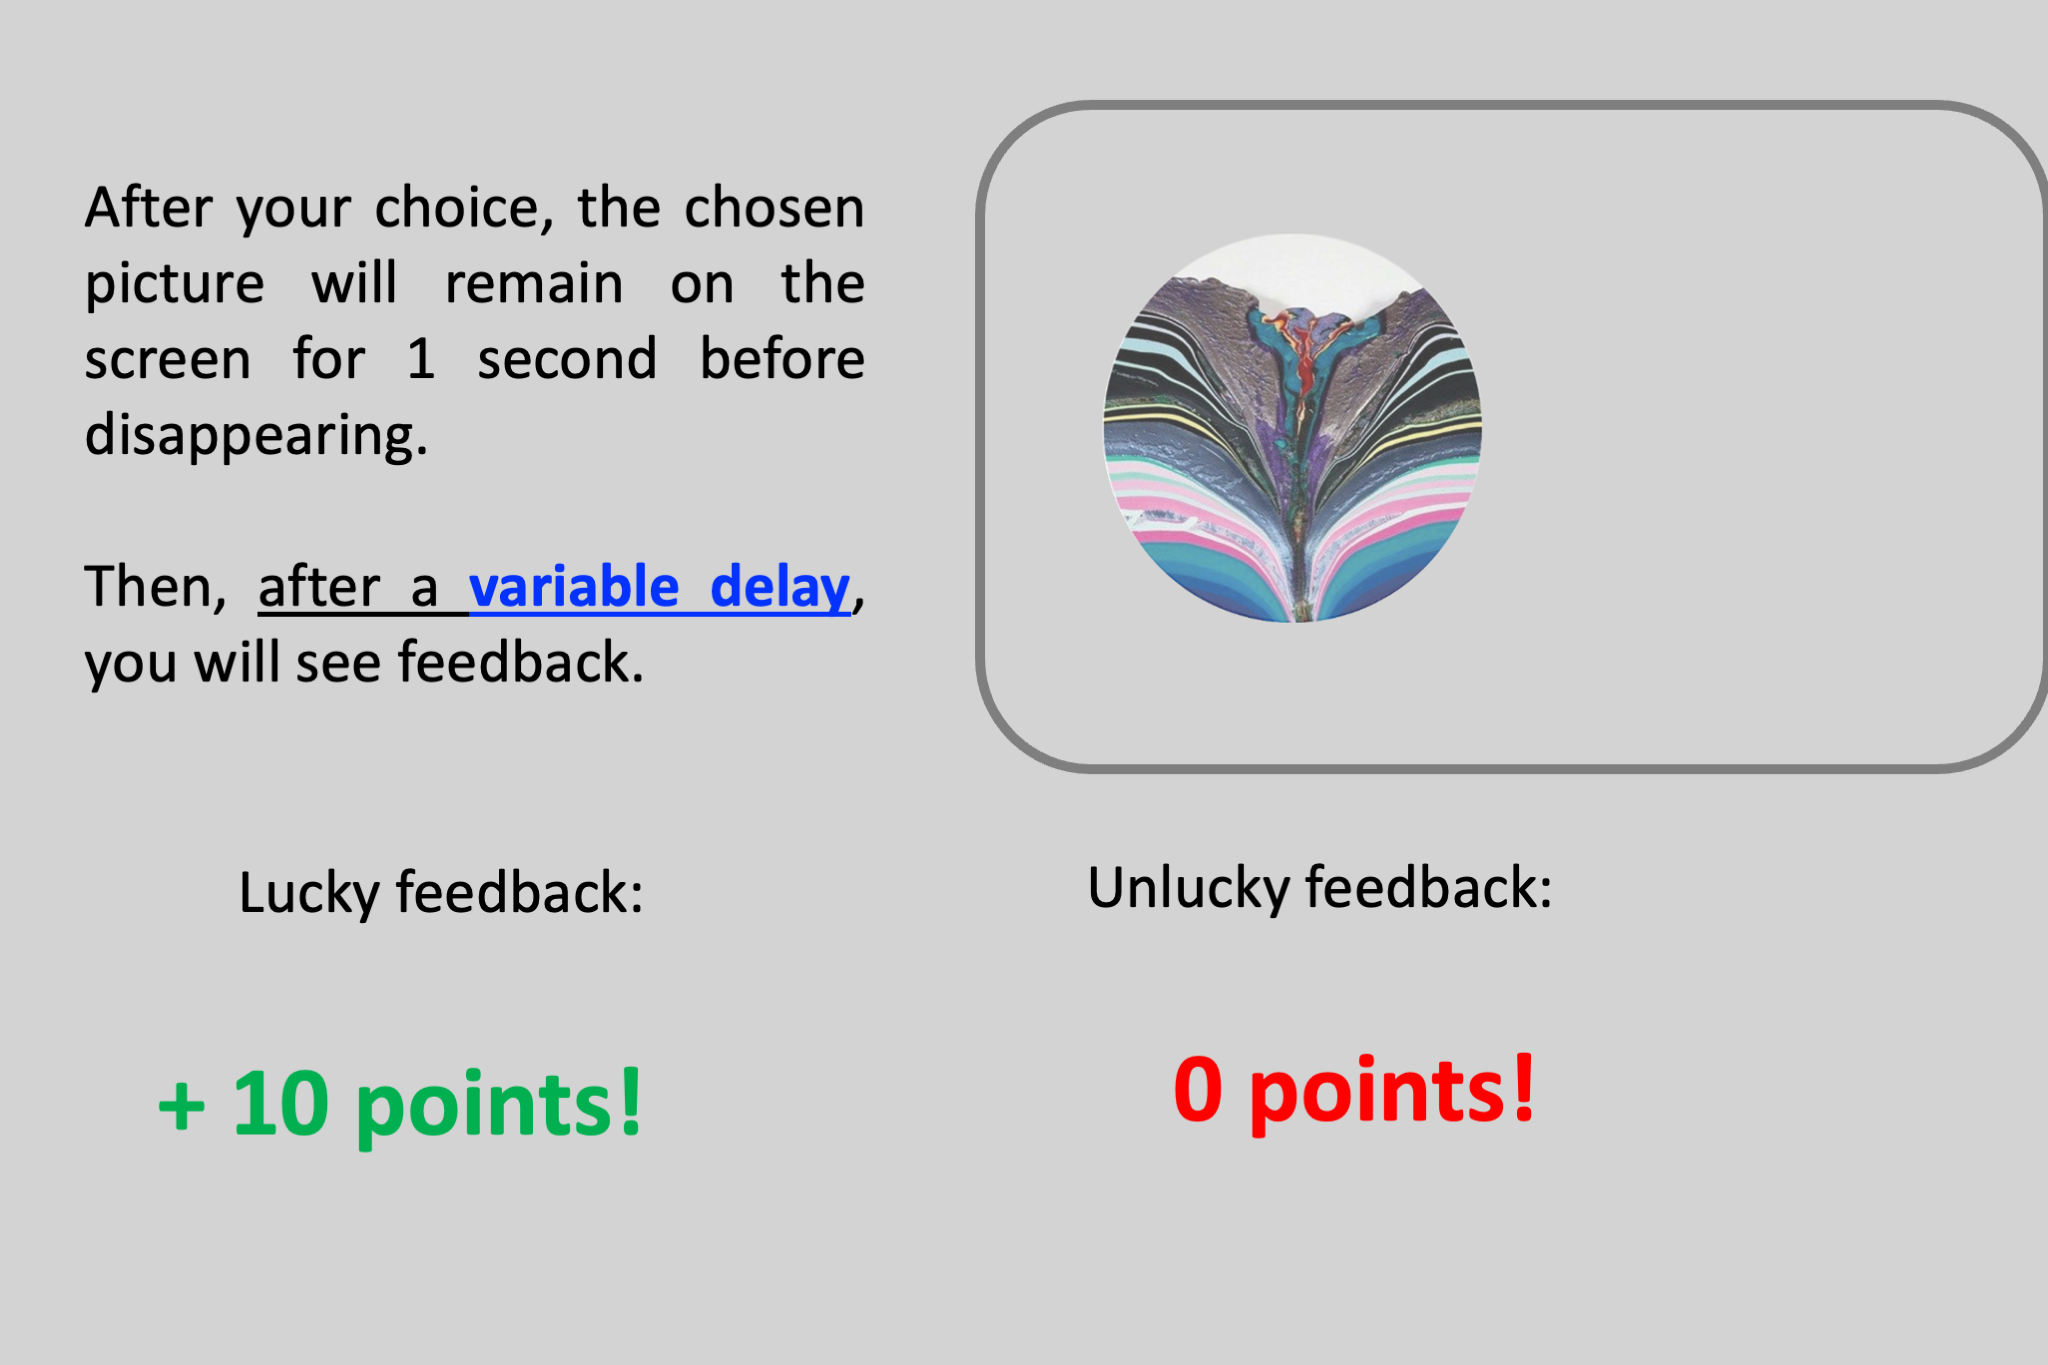 After your choice, the chosen
picture will remain on the
screen for 1 second before
disappearing.
Then, after a variable delay,
you will see feedback.
Lucky feedback:
Unlucky feedback:
+ 10 points!
0 points!